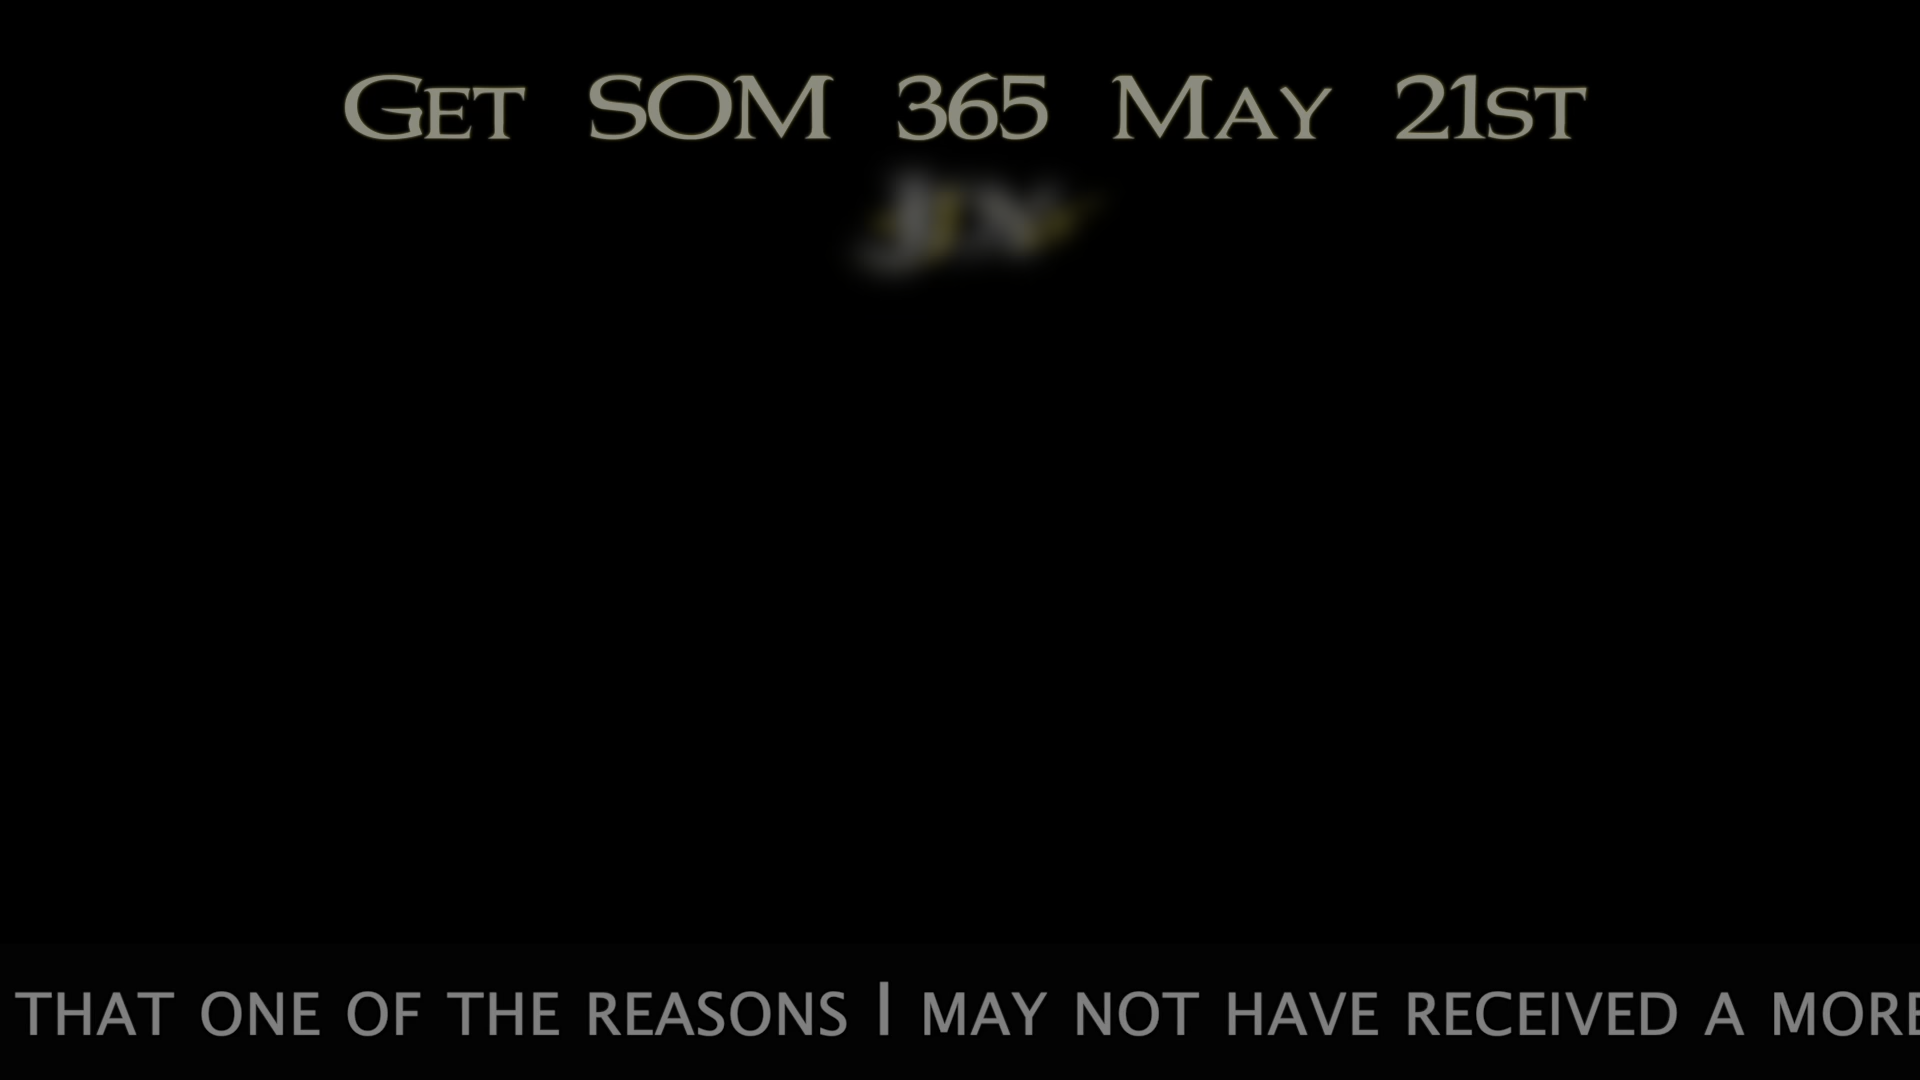 Get SOM 365 May 21st
that one of the reasons I may not have received a more